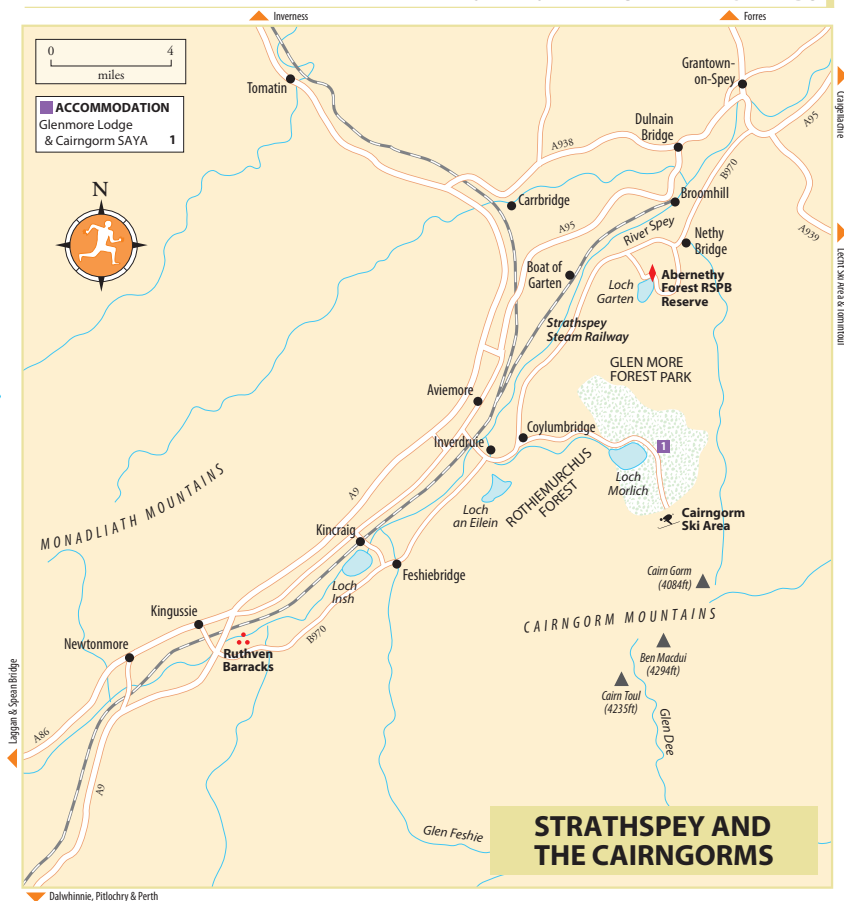 Inverness
Forres
0 4
miles
ACCOMMODATION
Glenmore Lodge
& Cairngorm SAYA 1
N
Tomatin
Grantown-
on-Spey
Craigellachie
A95
Dulnain
Bridge
A938
B970
Carrbridge
Broomhill
A95
River Spey
Nethy
Bridge
A939
Lecht Ski Area & Tomintoul
Boat of
Garten
Loch
Garten
Abernethy
Forest RSPB
Reserve
Strathspey
Steam Railway
GLEN MORE
FOREST PARK
Aviemore
Coylumbridge
Inverdruie
1
Loch
Morlich
ROTHIEMURCHUS
FOREST
Loch
an Eilein
MONADLIATH MOUNTAINS
A9
Cairngorm
Ski Area
Kincraig
Feshiebridge
Loch
Insh
Cairn Gorm
(4084ft)
Kingussie
CAIRNGORM MOUNTAINS
B970
Newtonmore
Ruthven
Barracks
Ben Macdui
(4294ft)
Cairn Toul
(4235ft)
Glen Dee
Laggan & Spean Bridge
A86
A9
Glen Feshie
STRATHSPEY AND
THE CAIRNGORMS
Dalwhinnie, Pitlochry & Perth